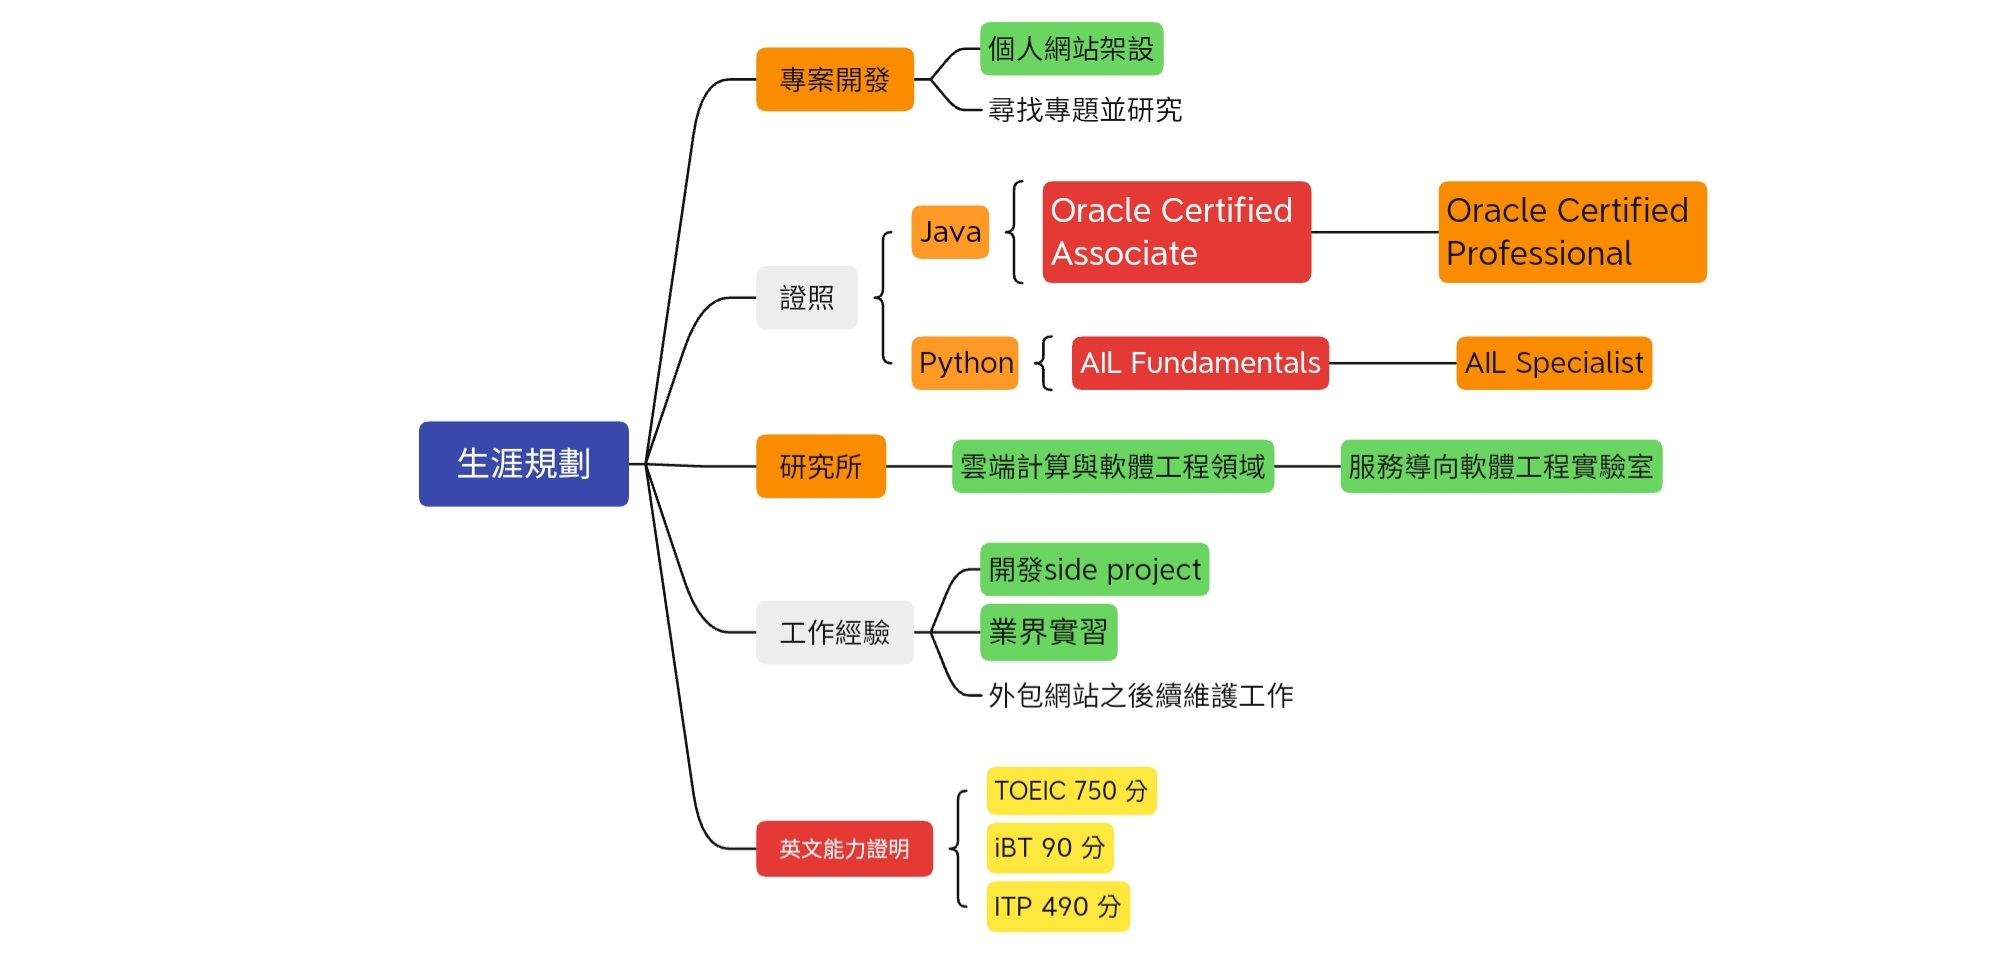 生涯規劃
專案開發
個人網站架設
尋找專題並研究
證照
Java
Oracle Certified
Associate
Oracle Certified
Professional
Python
AIL Fundamentals
AIL Specialist
研究所
雲端計算與軟體工程領域
服務導向軟體工程實驗室
工作經驗
開發side project
業界實習
外包網站之後續維護工作
英文能力證明
TOEIC 750 分
iBT 90 分
ITP 490 分